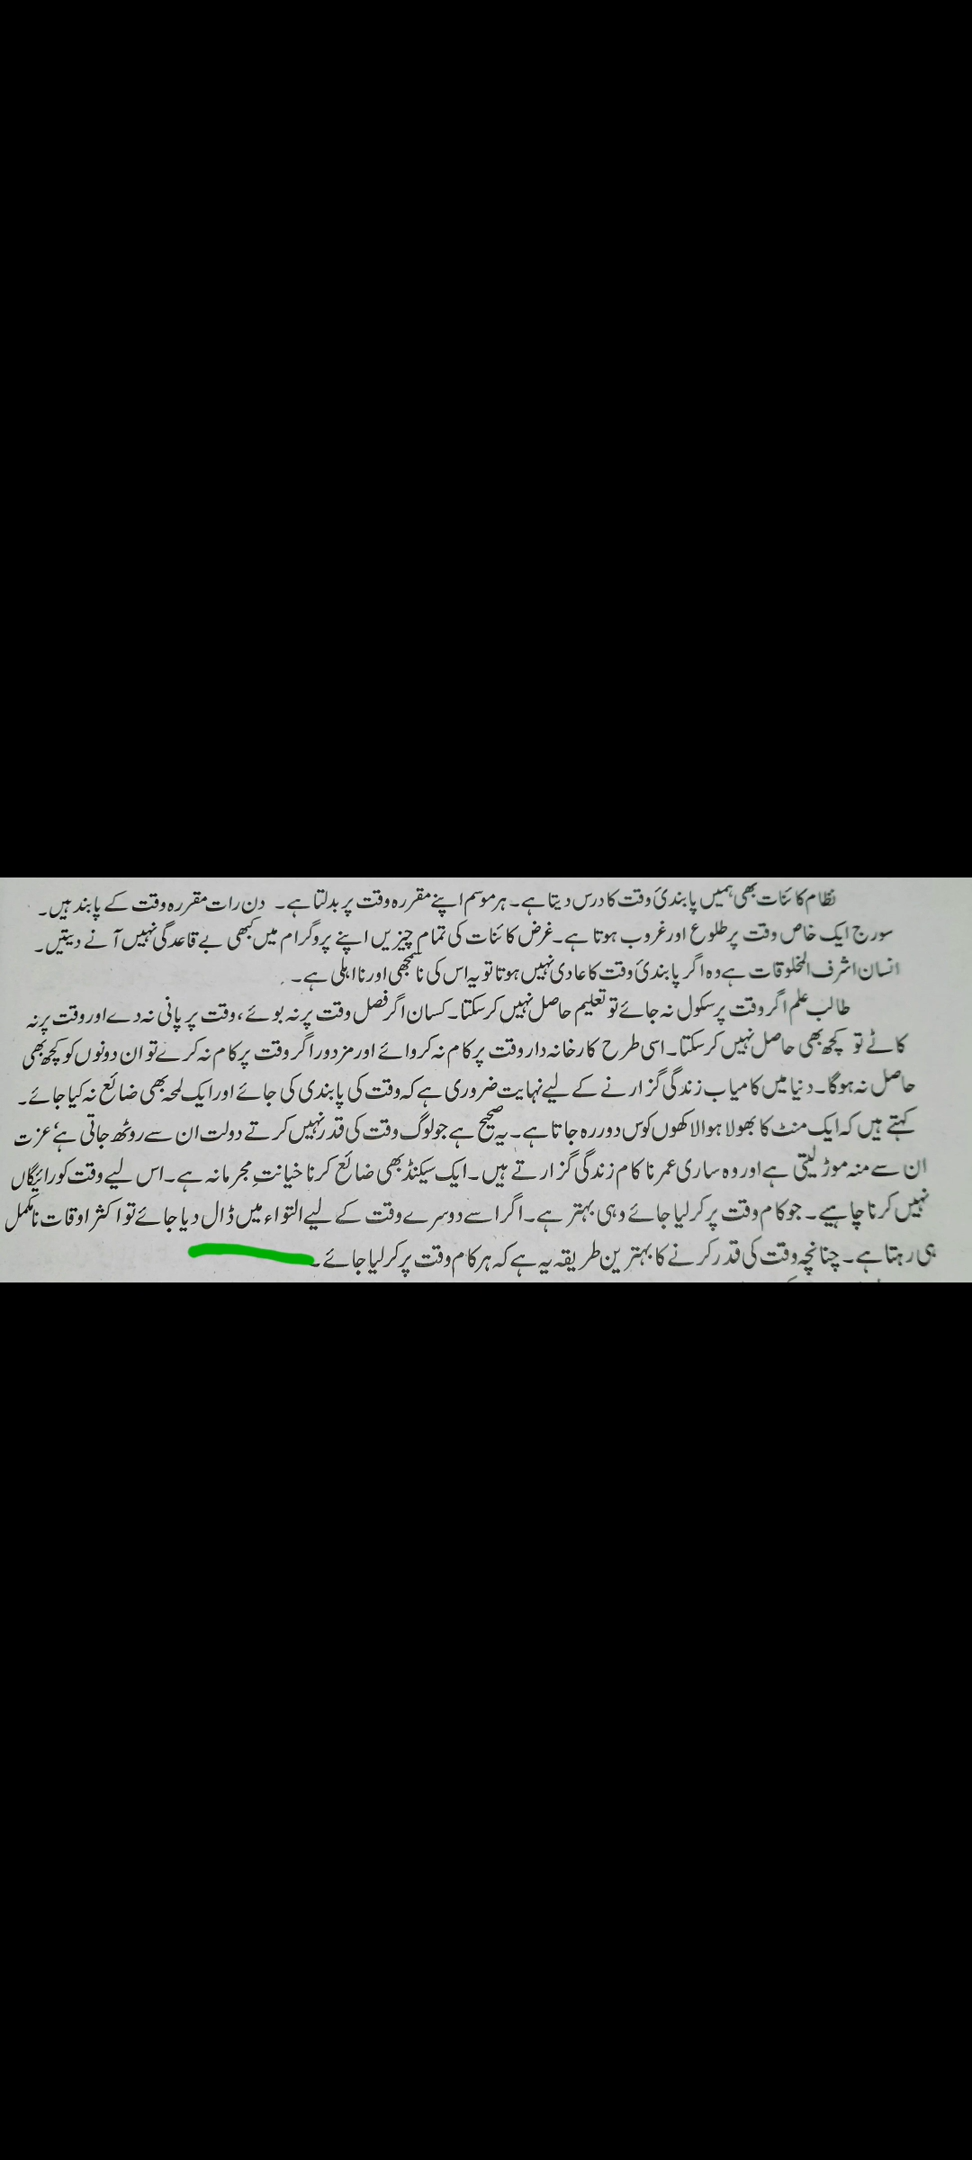 نظام کائنات بھی ہمیں پابندیٔ وقت کا درس دیتا ہے۔ ہر موسم اپنے مقررہ وقت پر بدلتا ہے۔ دن رات مقررہ وقت کے پابند ہیں۔
سورج ایک خاص وقت پر طلوع اور غروب ہوتا ہے۔ غرض کائنات کی تمام چیزیں اپنے پروگرام میں کبھی بے قاعدگی نہیں آنے دیتیں۔
انسان اشرف المخلوقات ہے وہ اگر پابندیٔ وقت کا عادی نہیں ہوتا تو یہ اس کی ناسمجھی اور نااہلی ہے۔
طالب علم اگر وقت پر سکول نہ جائے تو تعلیم حاصل نہیں کرسکتا۔ کسان اگر فصل وقت پر نہ بوئے، وقت پر پانی نہ دے اور وقت پر نہ
کاٹے تو کچھ بھی حاصل نہیں کرسکتا۔ اسی طرح کارخانہ دار وقت پر کام نہ کروائے اور مزدور اگر وقت پر کام نہ کرے تو ان دونوں کو کچھ بھی
حاصل نہ ہوگا۔ دنیا میں کامیاب زندگی گزارنے کے لیے نہایت ضروری ہے کہ وقت کی پابندی کی جائے اور ایک لمحہ بھی ضائع نہ کیا جائے۔
کہتے ہیں کہ ایک منٹ کا بھولا ہوا لاکھوں کوس دور رہ جاتا ہے۔ یہ صحیح ہے جو لوگ وقت کی قدر نہیں کرتے دولت ان سے روٹھ جاتی ہے‘ عزت
ان سے منہ موڑ لیتی ہے اور وہ ساری عمر ناکام زندگی گزارتے ہیں۔ ایک سیکنڈ بھی ضائع کرنا خیانتِ مجرمانہ ہے۔ اس لیے وقت کو رائیگاں
نہیں کرنا چاہیے۔ جو کام وقت پر کرلیا جائے وہی بہتر ہے۔ اگر اسے دوسرے وقت کے لیے التواء میں ڈال دیا جائے تو اکثر اوقات نامکمل
ہی رہتا ہے۔ چنانچہ وقت کی قدر کرنے کا بہترین طریقہ یہ ہے کہ ہر کام وقت پر کرلیا جائے۔